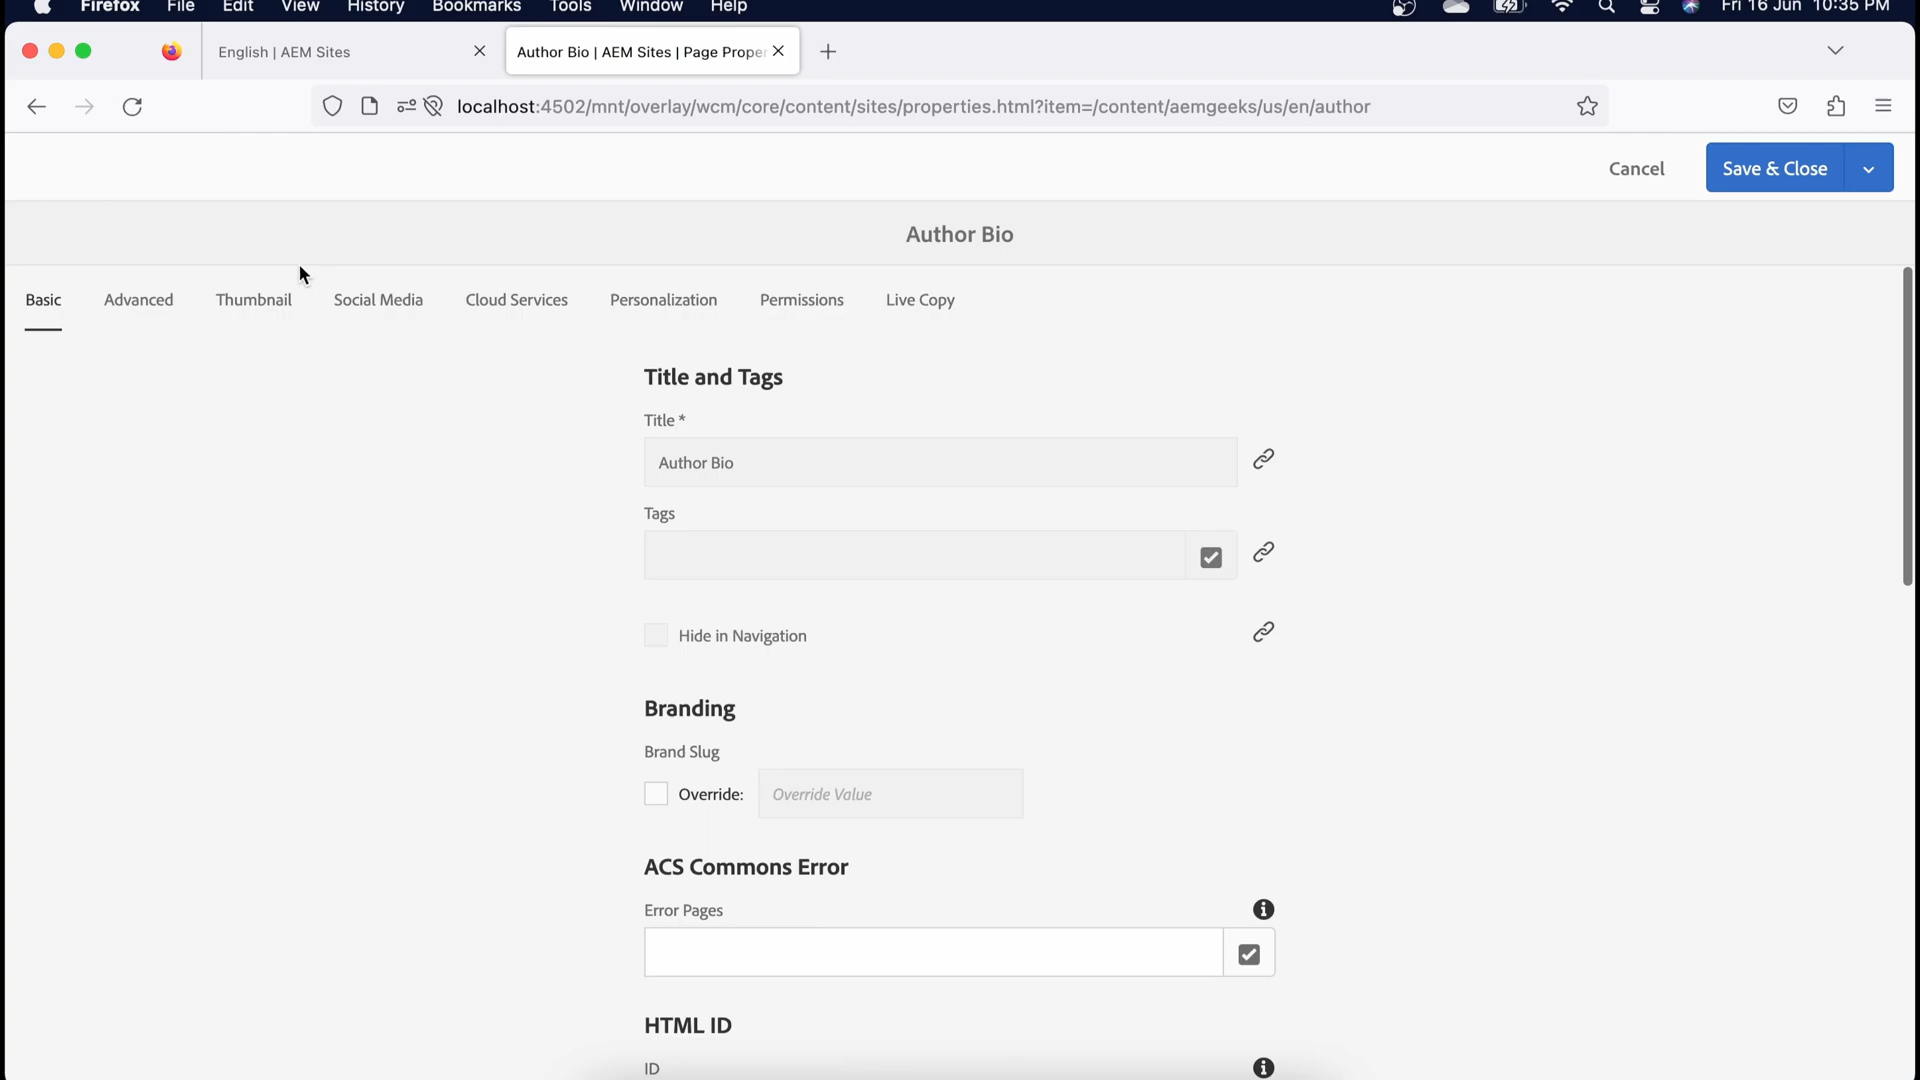 Firefox File Edit View History Bookmarks Tools Window Help Fri 16 Jun 10:35 PM
English | AEM Sites
Author Bio | AEM Sites | Page Proper
localhost:4502/mnt/overlay/wcm/core/content/sites/properties.html?item=/content/aemgeeks/us/en/author
Cancel
Save & Close
Author Bio
Basic Advanced Thumbnail Social Media Cloud Services Personalization Permissions Live Copy
Title and Tags
Title *
Author Bio
Tags
Hide in Navigation
Branding
Brand Slug
Override: Override Value
ACS Commons Error
Error Pages
HTML ID
ID